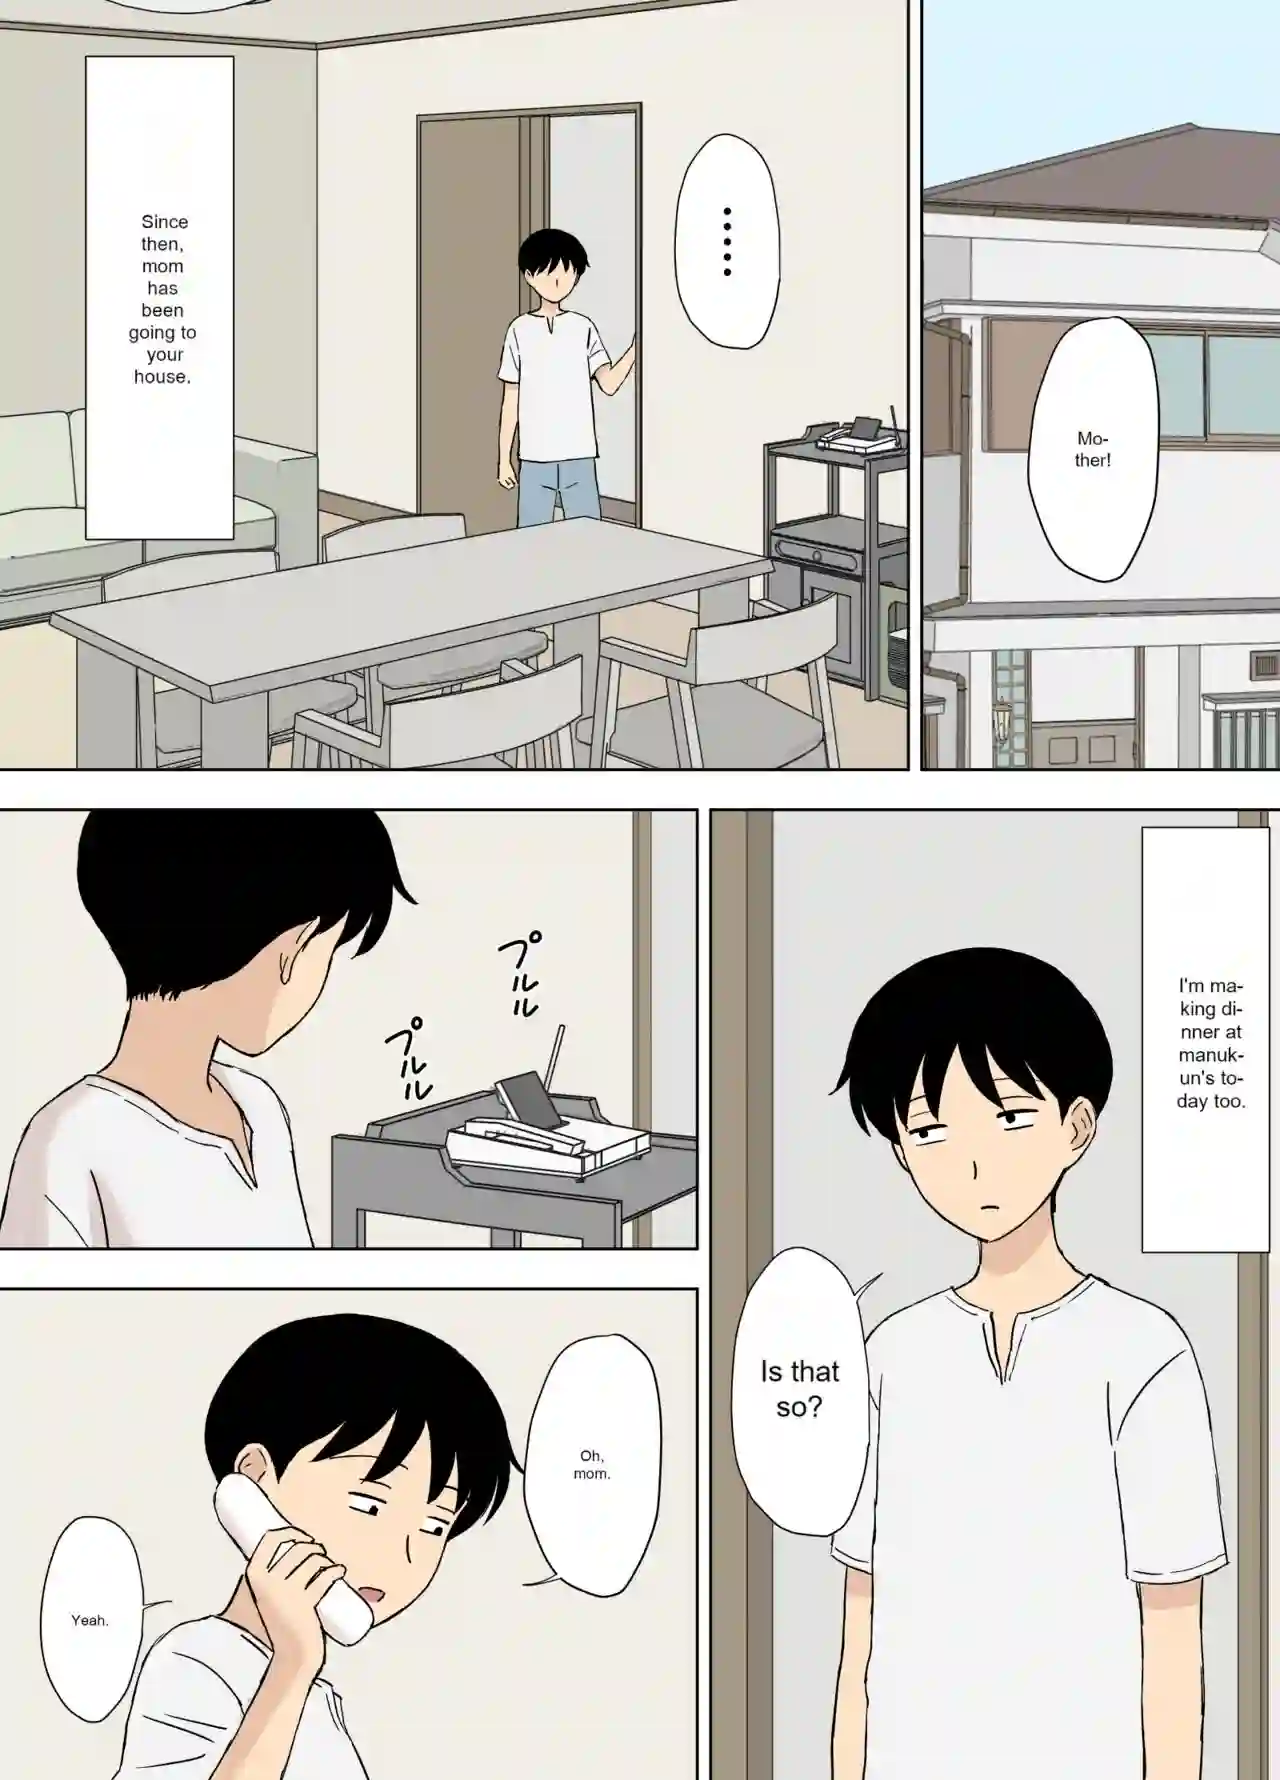 Mo-
ther!
• • • • •
Since
then,
mom
has
been
going to
your
house.
I'm ma-
king di-
nner at
manuk-
un's to-
day too.
Is that
so?
プルル
プルル
Oh,
mom.
Yeah.